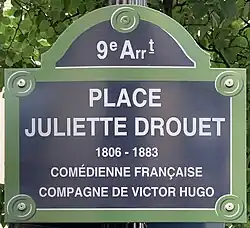 9e Arrt
PLACE
JULIETTE DROUET
1806 - 1883
COMÉDIENNE FRANÇAISE
COMPAGNE DE VICTOR HUGO